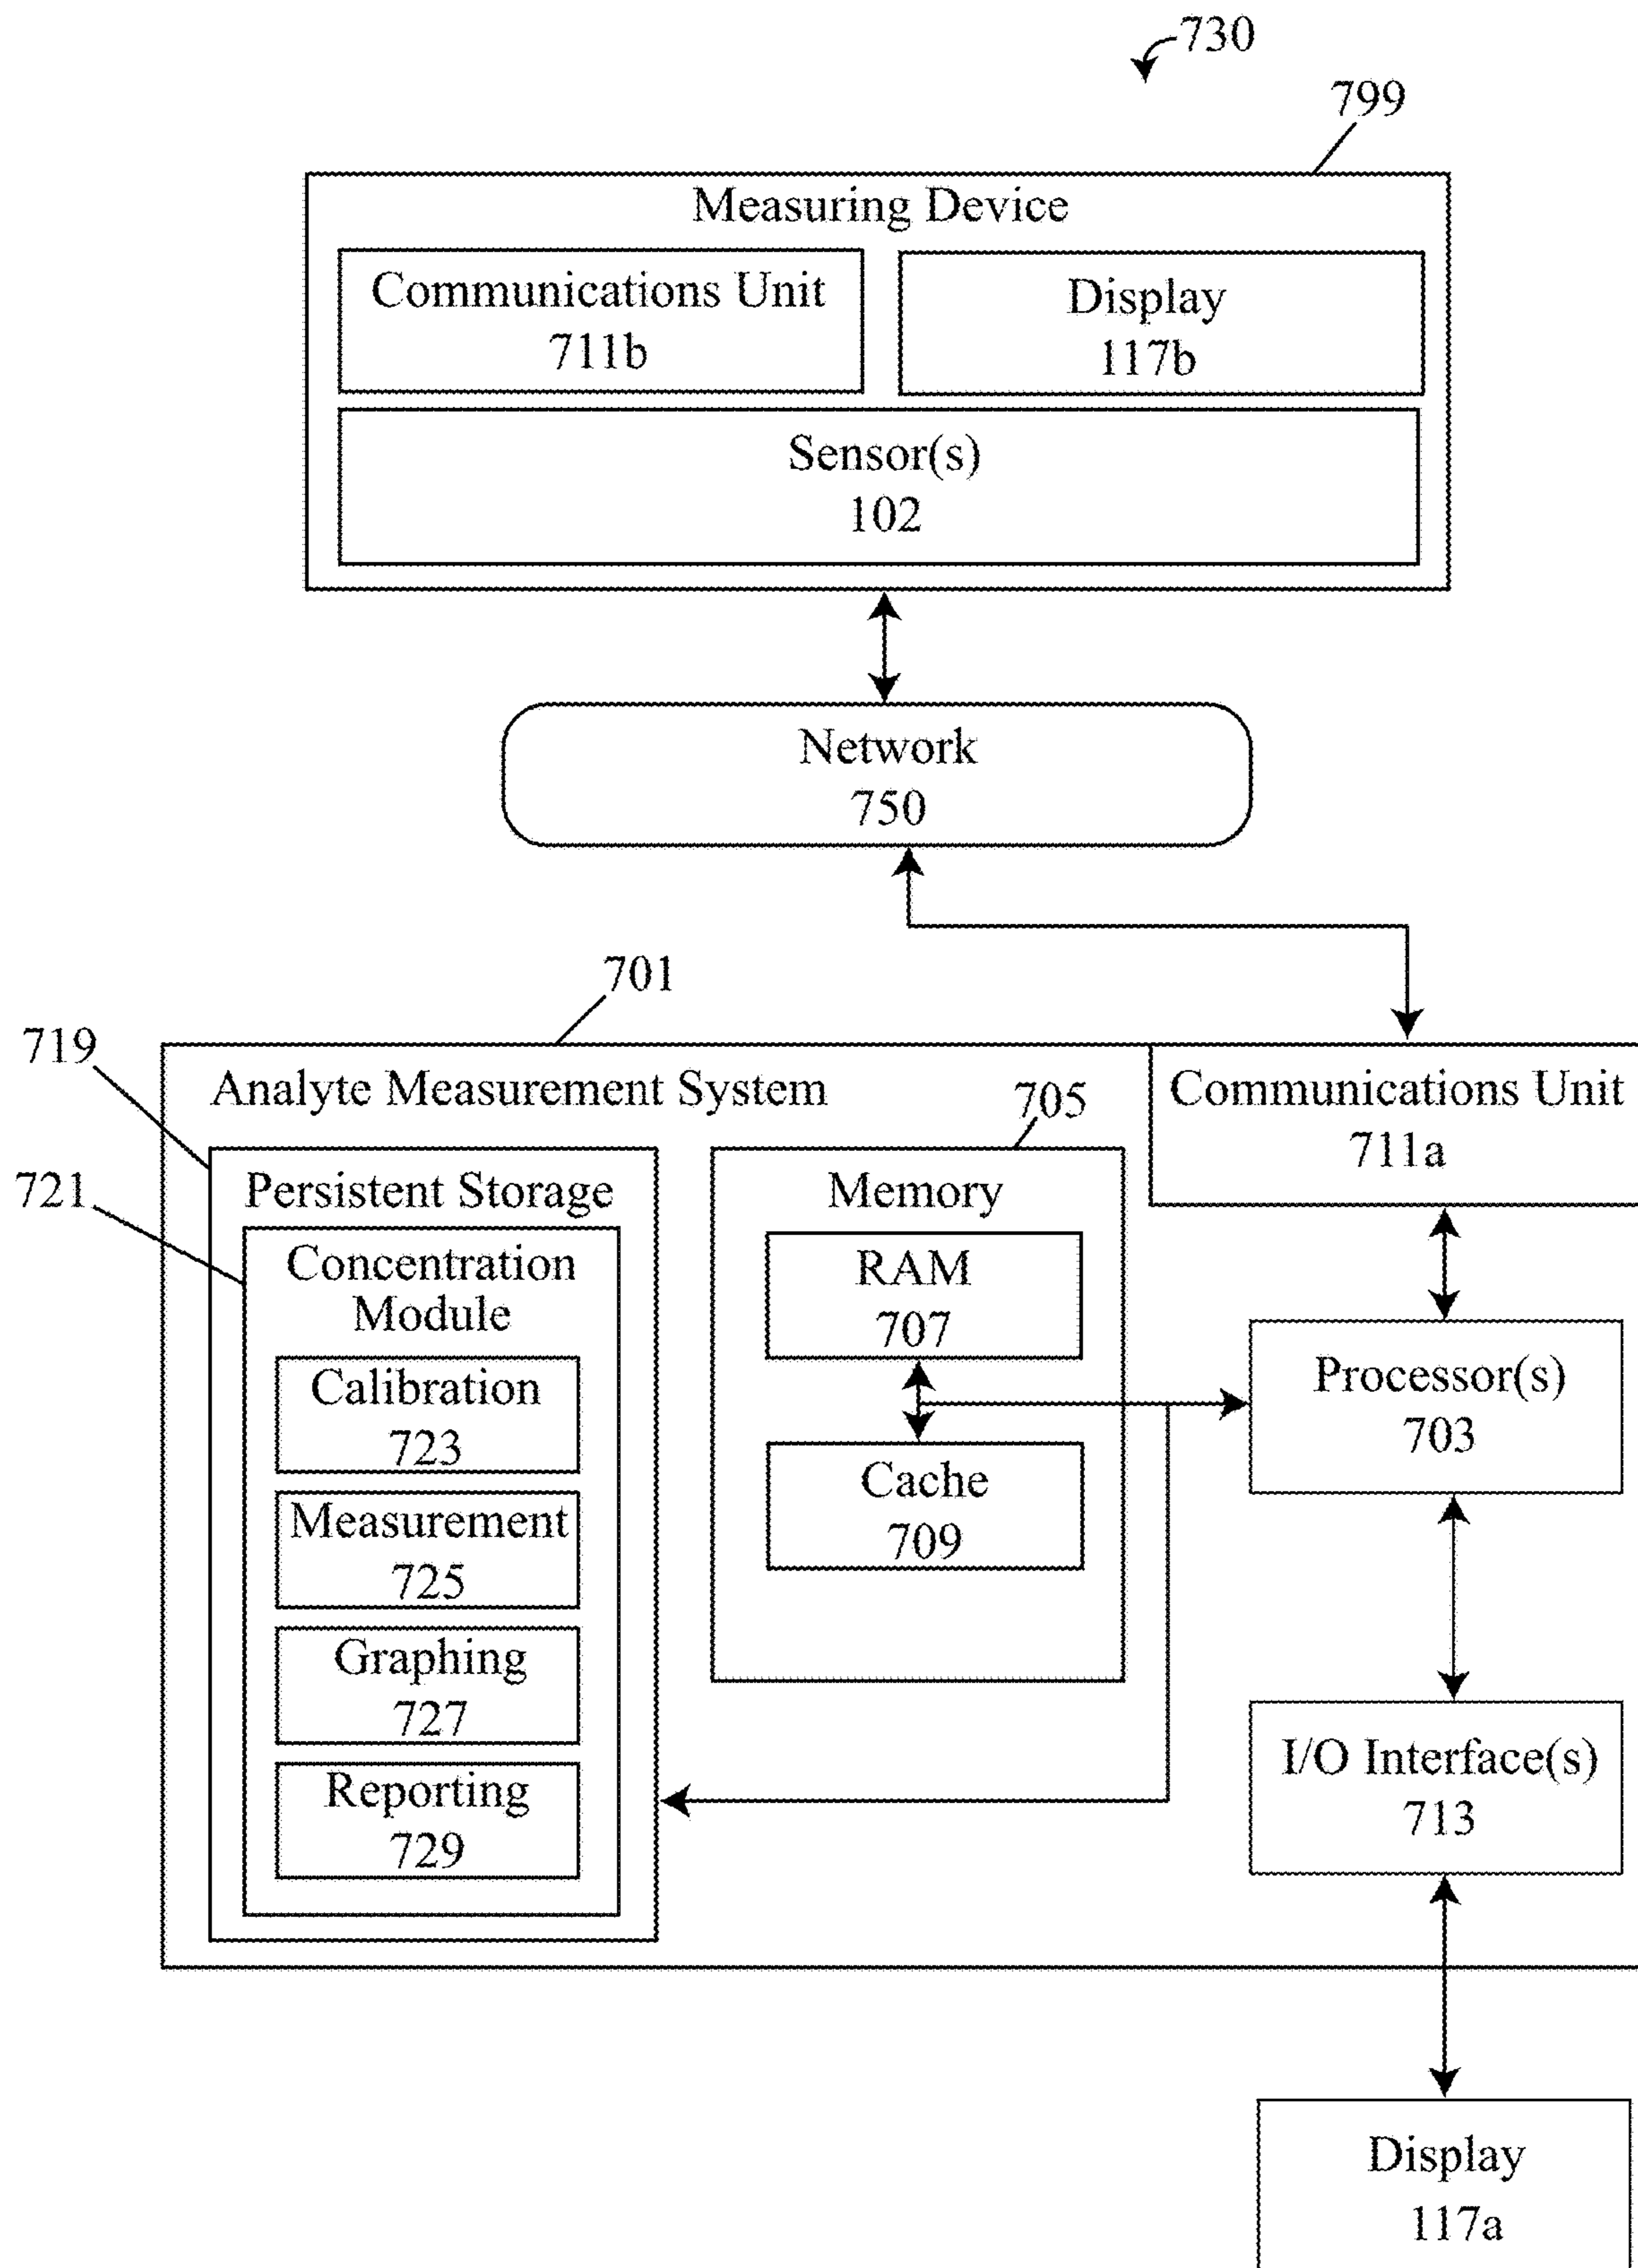 730
799
Measuring Device
Communications Unit
711b
Display
117b
Sensor(s)
102
Network
750
701
719
Analyte Measurement System
705
Communications Unit
711a
721
Persistent Storage
Memory
Concentration
Module
RAM
707
Calibration
723
Processor(s)
703
Cache
709
Measurement
725
Graphing
727
I/O Interface(s)
713
Reporting
729
Display
117a